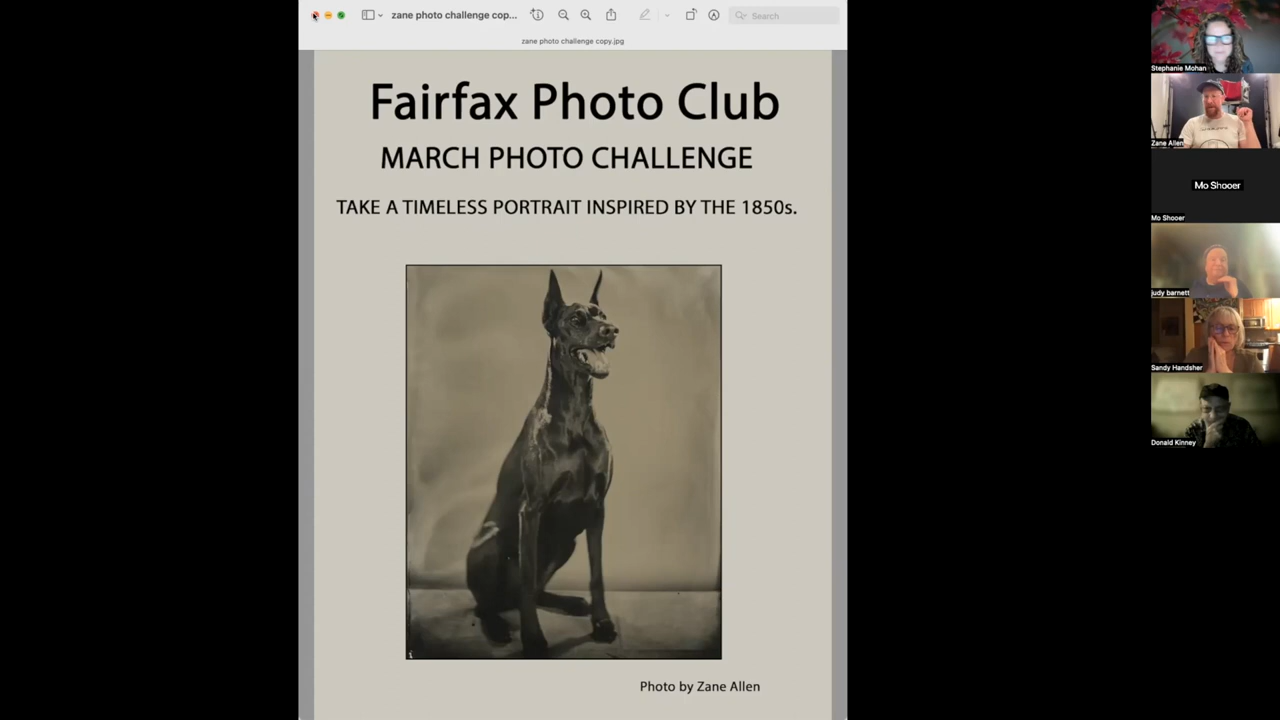 zane photo challenge cop...
Search
zane photo challenge copy.jpg
Fairfax Photo Club
MARCH PHOTO CHALLENGE
TAKE A TIMELESS PORTRAIT INSPIRED BY THE 1850s.
Photo by Zane Allen
Stephanie Mohan
Zane Allen
Mo Shooer
Mo Shooer
judy barnett
Sandy Handsher
Donald Kinney